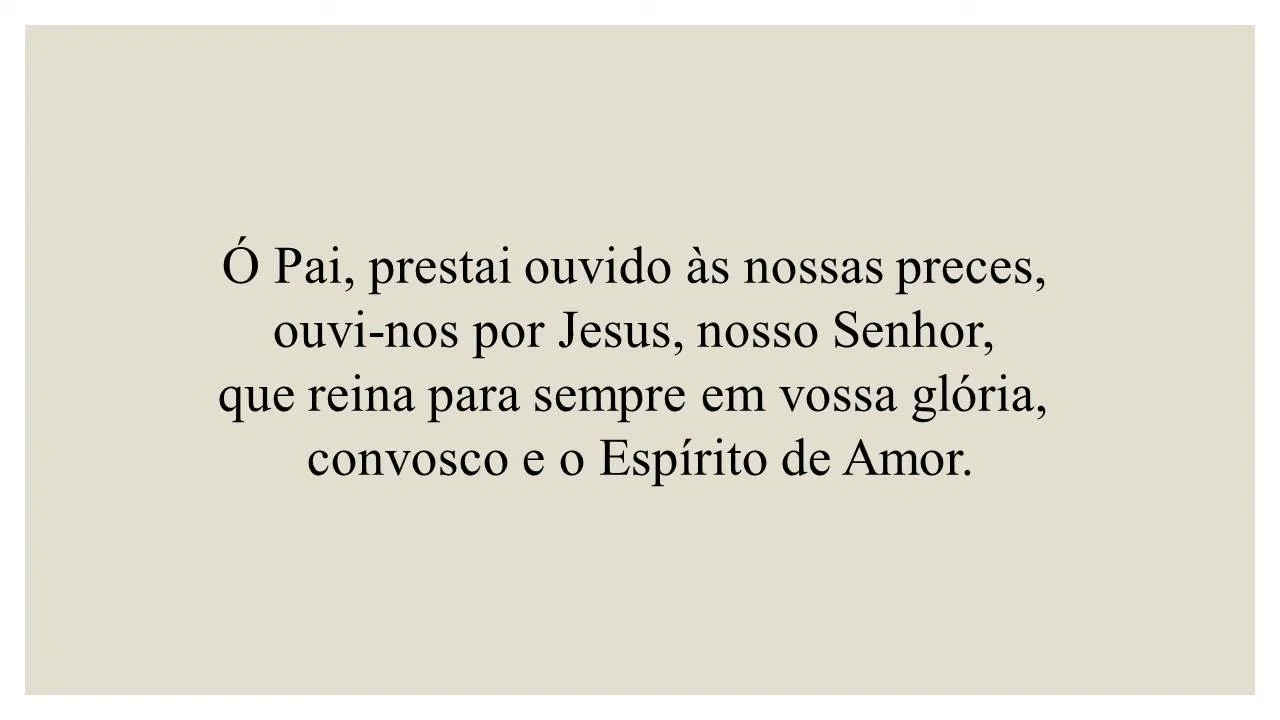 Ó Pai, prestai ouvido às nossas preces,
ouvi-nos por Jesus, nosso Senhor,
que reina para sempre em vossa glória,
convosco e o Espírito de Amor.